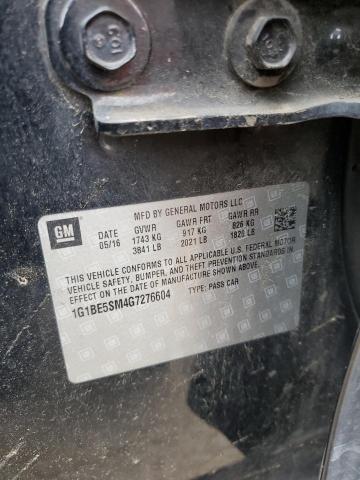 MFD BY GENERAL MOTORS LLC
GM
DATE GVWR GAWR FRT GAWR RR
05/16 1743 KG 917 KG 826 KG
3841 LB 2021 LB 1820 LB
THIS VEHICLE CONFORMS TO ALL APPLICABLE U.S. FEDERAL MOTOR
VEHICLE SAFETY, BUMPER, AND THEFT PREVENTION STANDARDS IN
EFFECT ON THE DATE OF MANUFACTURE SHOWN ABOVE.
1G1BE5SM4G7276604 TYPE: PASS CAR